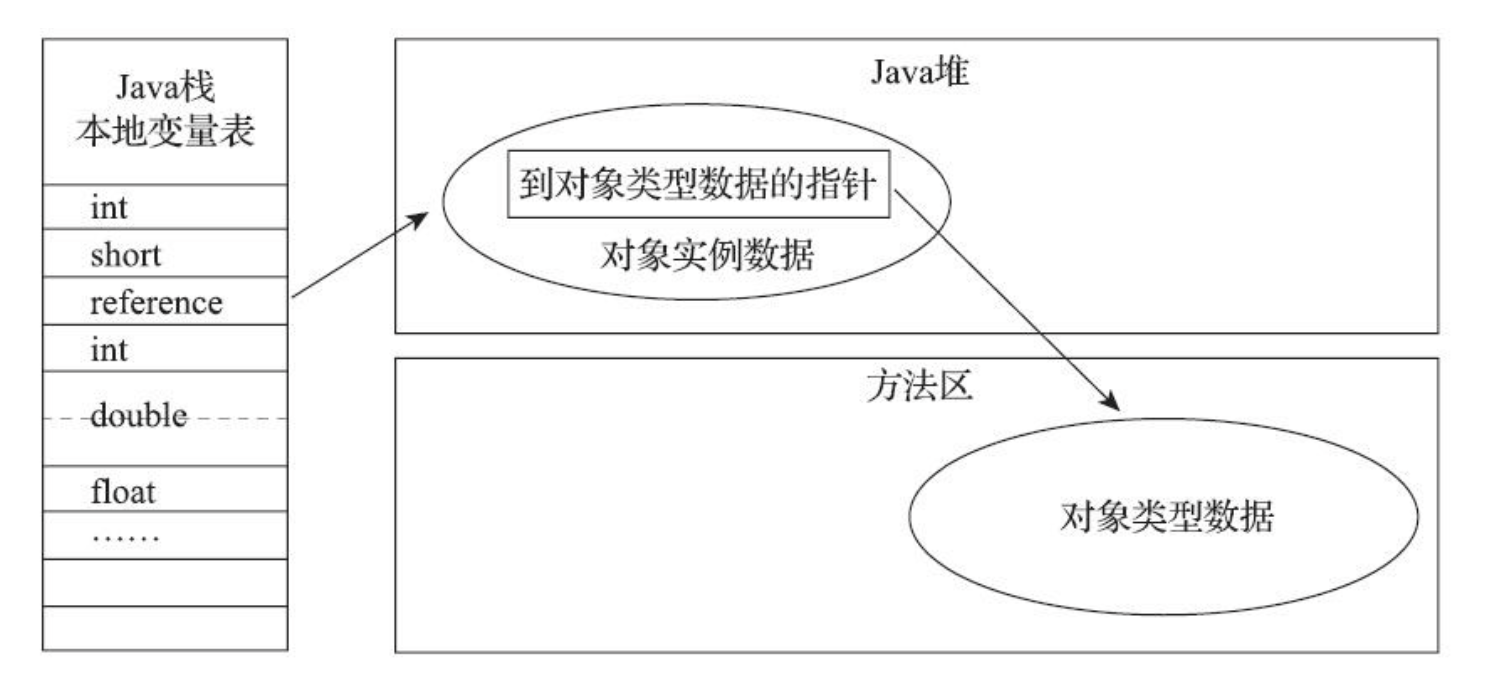 Java栈
本地变量表
int
short
reference
int
double
float
……
Java堆
到对象类型数据的指针
对象实例数据
方法区
对象类型数据